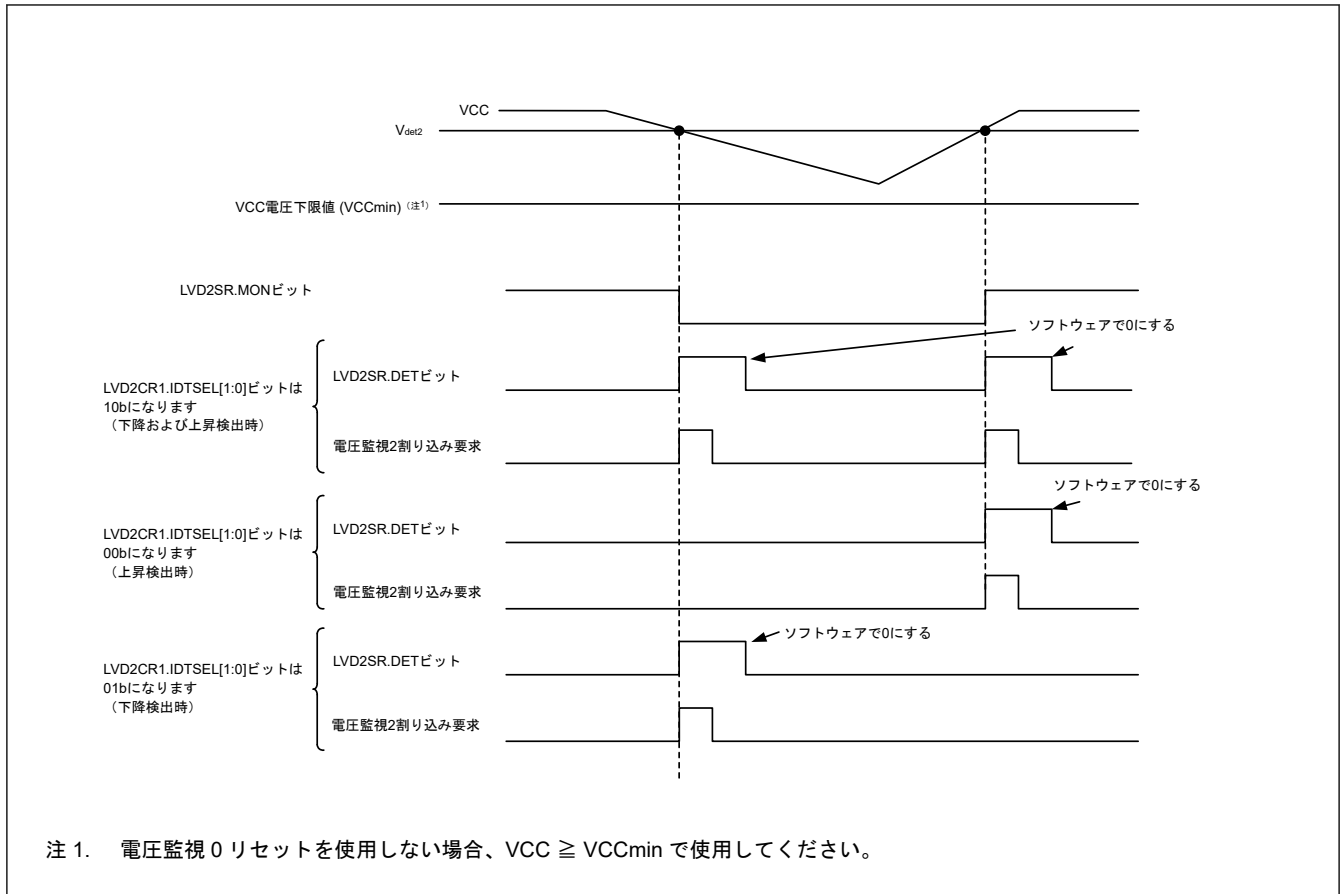 VCC
Vdet2
VCC電圧下限値 (VCCmin)（注1）
LVD2SR.MONビット
ソフトウェアで0にする
LVD2CR1.IDTSEL[1:0]ビットは
10bになります
（下降および上昇検出時）
LVD2SR.DETビット
電圧監視2割り込み要求
ソフトウェアで0にする
LVD2CR1.IDTSEL[1:0]ビットは
00bになります
（上昇検出時）
LVD2SR.DETビット
電圧監視2割り込み要求
ソフトウェアで0にする
LVD2CR1.IDTSEL[1:0]ビットは
01bになります
（下降検出時）
LVD2SR.DETビット
電圧監視2割り込み要求
注 1. 電圧監視 0 リセットを使用しない場合、VCC ≧ VCCmin で使用してください。